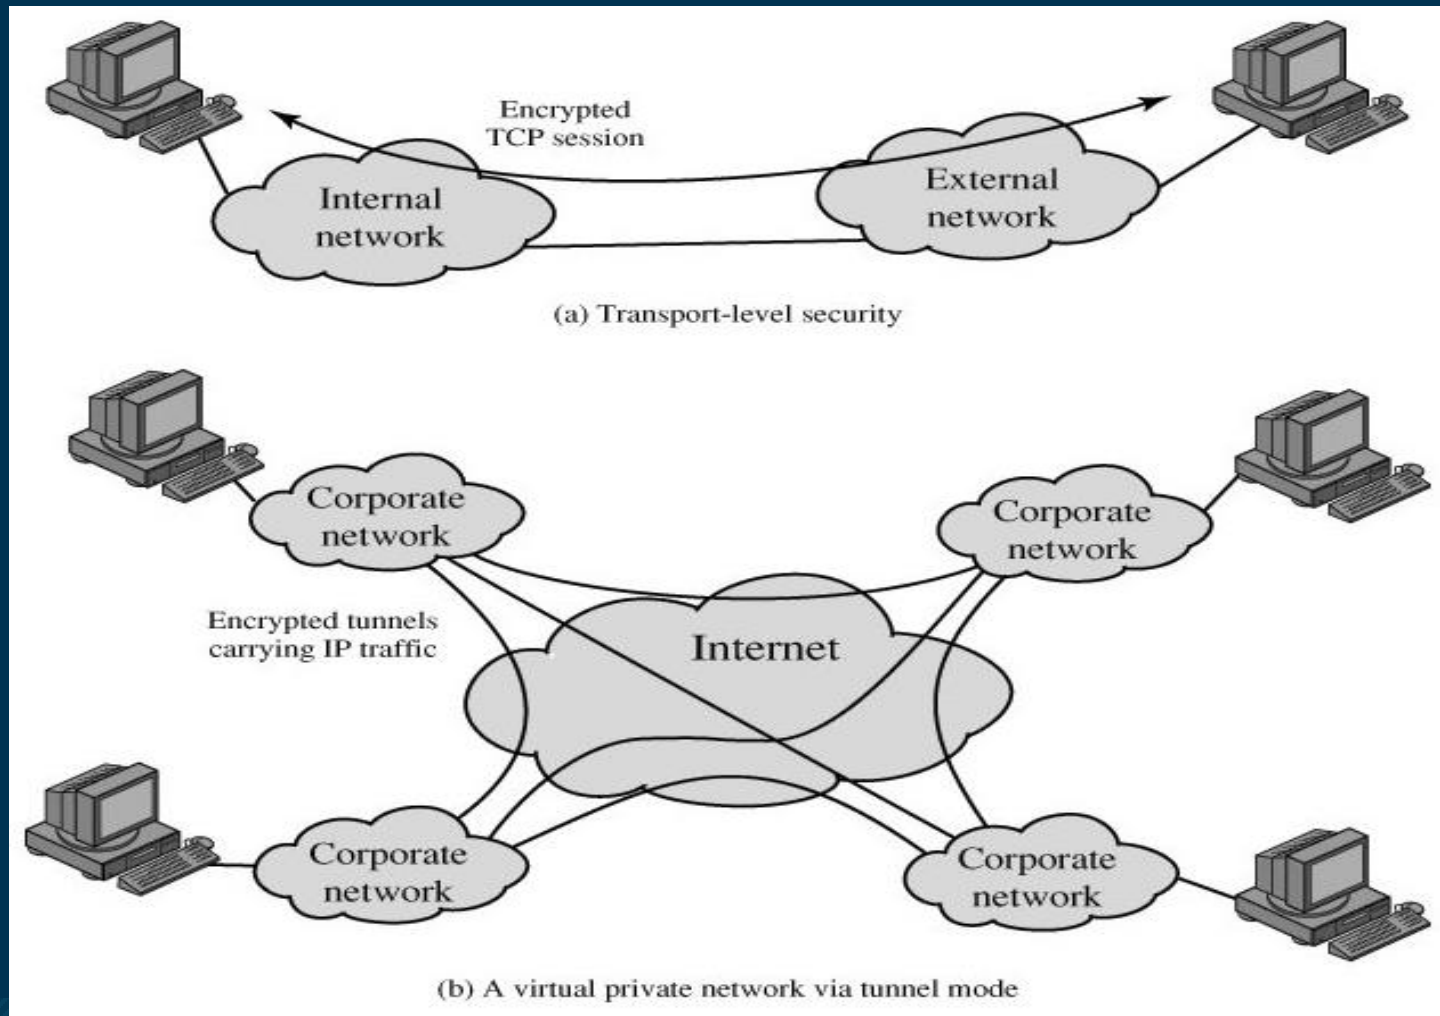 Encrypted
TCP session
Internal
network
External
network
(a) Transport-level security
Corporate
network
Corporate
network
Encrypted tunnels
carrying IP traffic
Internet
Corporate
network
Corporate
network
(b) A virtual private network via tunnel mode